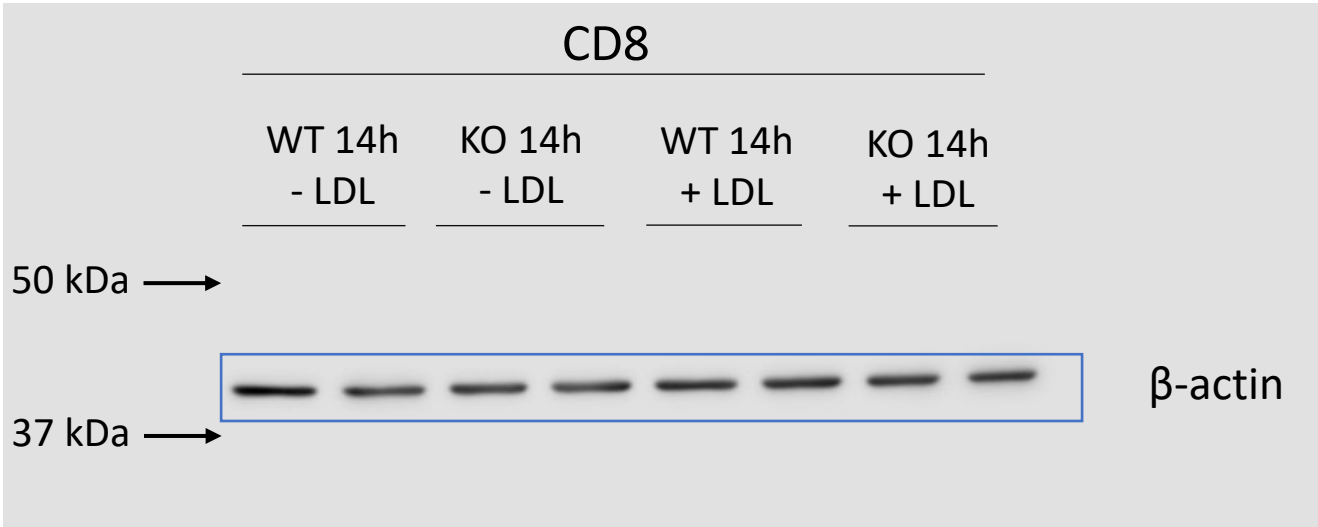 CD8
WT 14h
- LDL
KO 14h
- LDL
WT 14h
+ LDL
KO 14h
+ LDL
50 kDa
β-actin
37 kDa